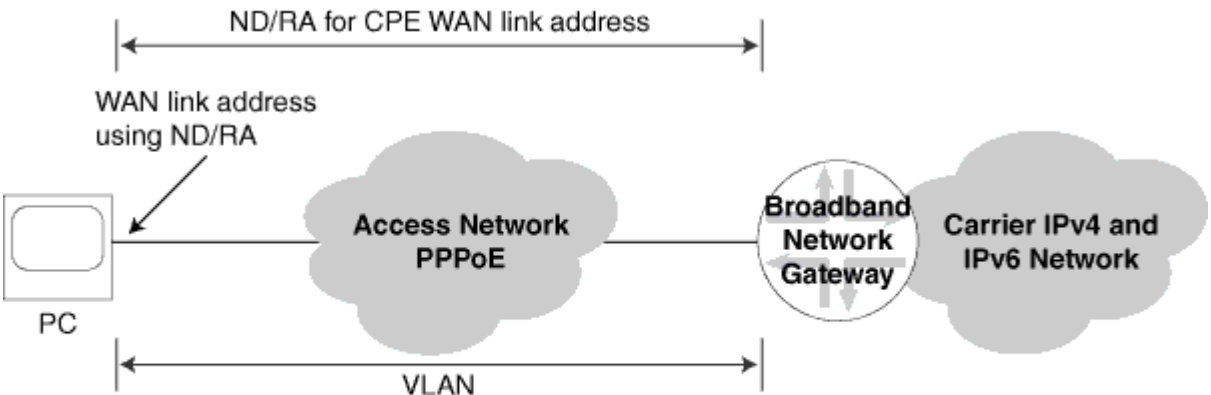 ND/RA for CPE WAN link address
WAN link address
using ND/RA
Access Network
PPPoE
Broadband
Network
Gateway
Carrier IPv4 and
IPv6 Network
PC
VLAN